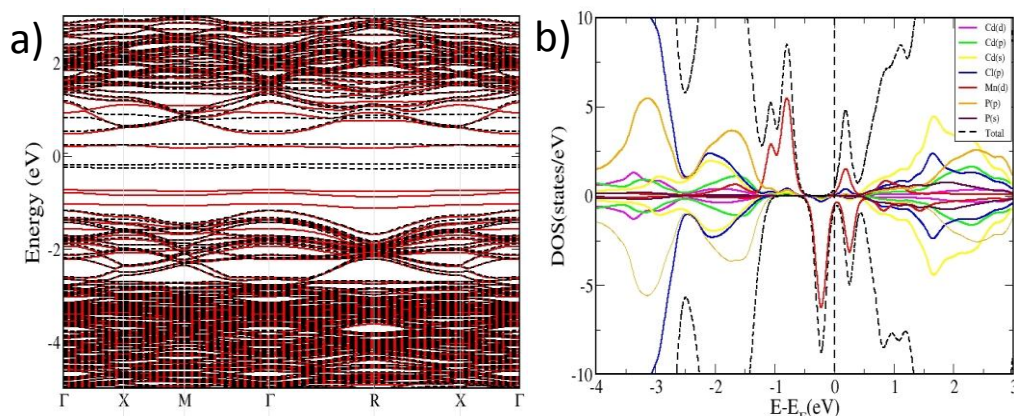 a)
Energy (eV)
2
0
-2
-4
Γ X M Γ R X Γ
b)
DOS(states/eV)
10
5
0
-5
-10
-4 -3 -2 -1 0 1 2 3
E-EF(eV)
Cd(d)
Cd(p)
Cd(s)
Cl(p)
Mn(d)
P(p)
P(s)
Total